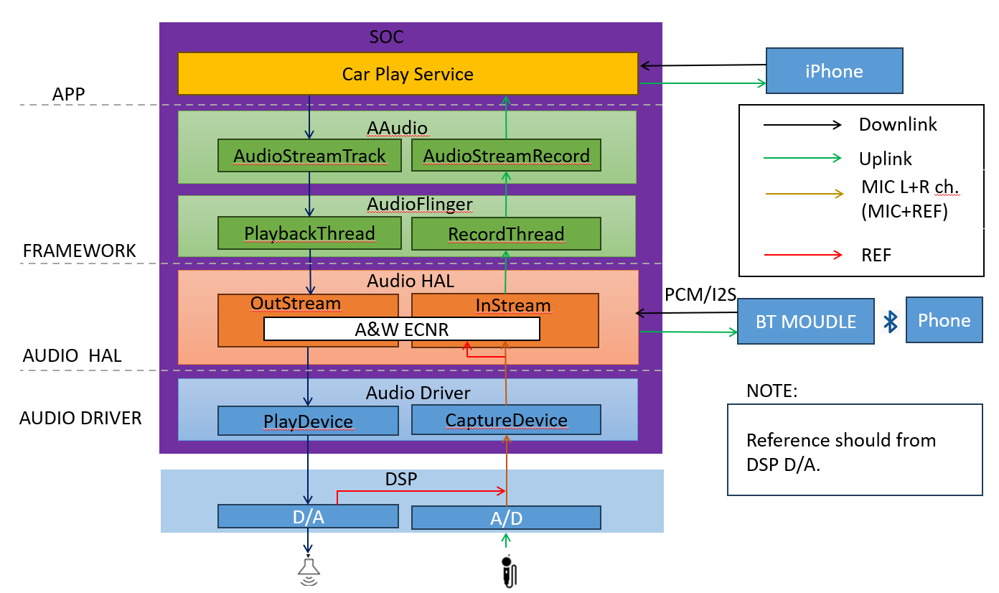 SOC
Car Play Service
iPhone
APP
AAudio
AudioStreamTrack
AudioStreamRecord
AudioFlinger
PlaybackThread
RecordThread
FRAMEWORK
Audio HAL
OutStream
InStream
A&W ECNR
AUDIO HAL
PCM/I2S
BT MOUDLE
Phone
Audio Driver
AUDIO DRIVER
PlayDevice
CaptureDevice
DSP
D/A
A/D
Downlink
Uplink
MIC L+R ch.
(MIC+REF)
REF
NOTE:
Reference should from
DSP D/A.